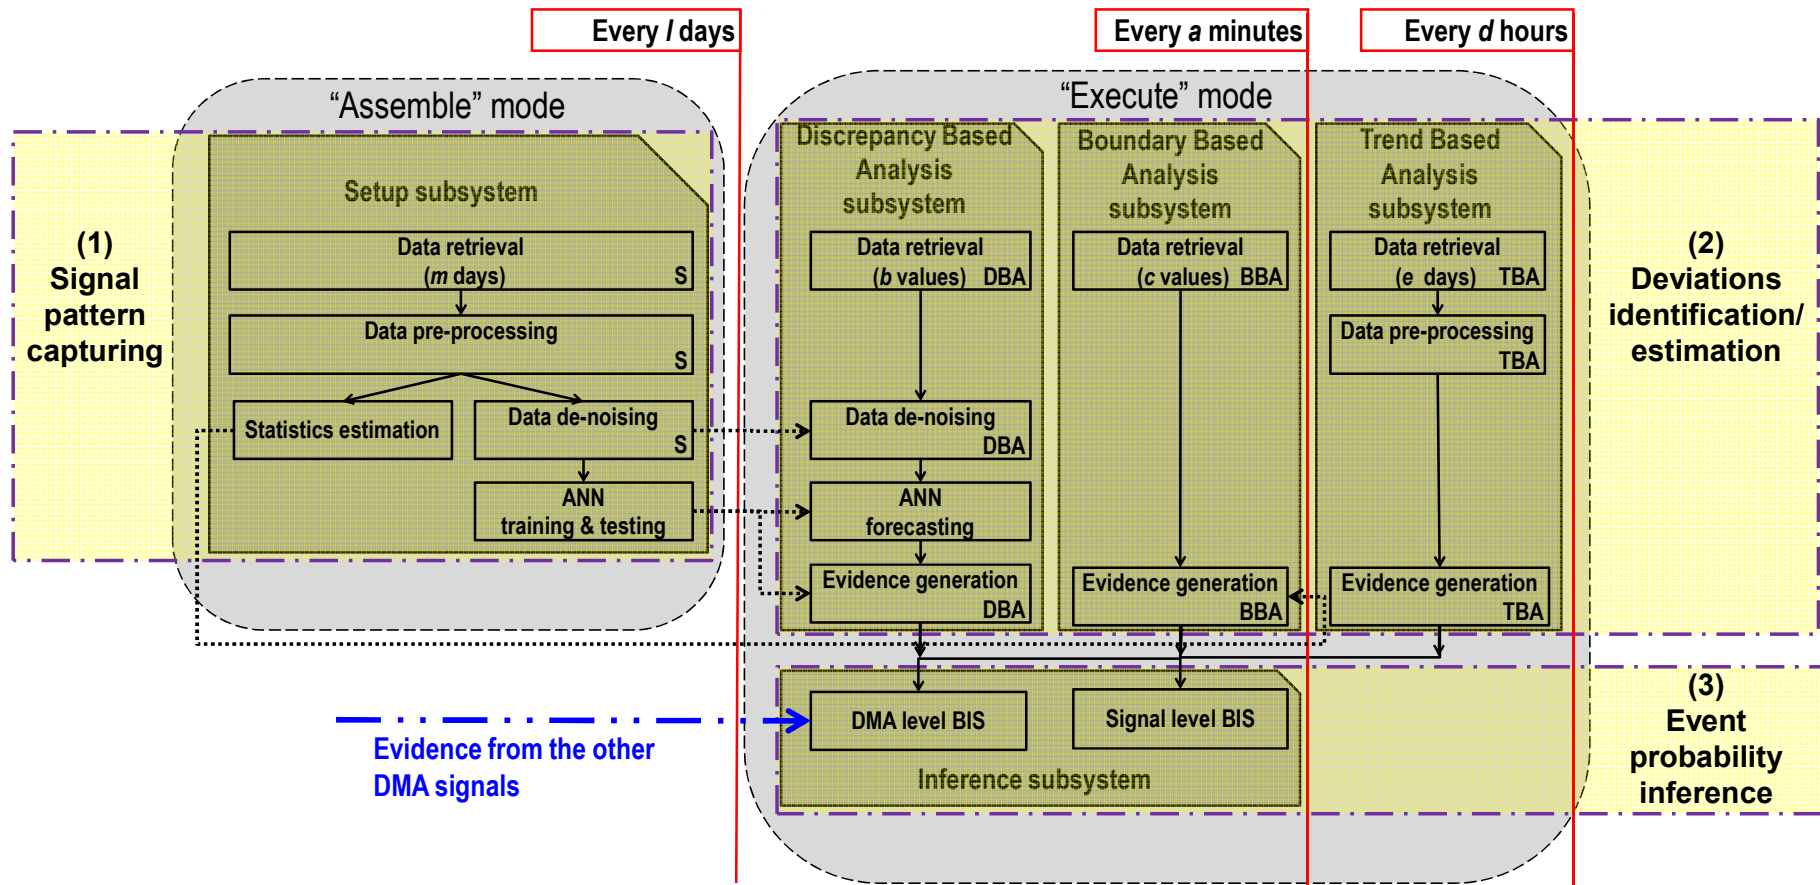 Every l days
Every a minutes
Every d hours
“Assemble” mode
“Execute” mode
(1)
Signal
pattern
capturing
Setup subsystem
Data retrieval
(m days)
S
Data pre-processing
S
Statistics estimation
Data de-noising
S
ANN
training & testing
Discrepancy Based
Analysis
subsystem
Data retrieval
(b values) DBA
Data de-noising
DBA
ANN
forecasting
Evidence generation
DBA
Boundary Based
Analysis
subsystem
Data retrieval
(c values) BBA
Evidence generation
BBA
Trend Based
Analysis
subsystem
Data retrieval
(e days) TBA
Data pre-processing
TBA
Evidence generation
TBA
(2)
Deviations
identification/
estimation
DMA level BIS
Signal level BIS
Inference subsystem
Evidence from the other
DMA signals
(3)
Event
probability
inference